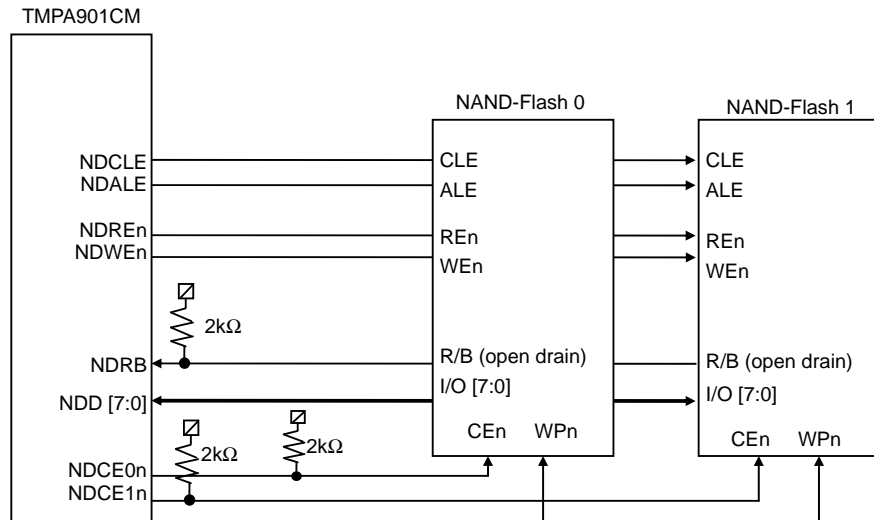 TMPA901CM
NAND-Flash 0
NAND-Flash 1
NDCLE
CLE
CLE
NDALE
ALE
ALE
NDREn
REn
REn
NDWEn
WEn
WEn
2kΩ
NDRB
R/B (open drain)
R/B (open drain)
NDD [7:0]
I/O [7:0]
I/O [7:0]
CEn WPn
CEn WPn
2kΩ
2kΩ
NDCE0n
NDCE1n